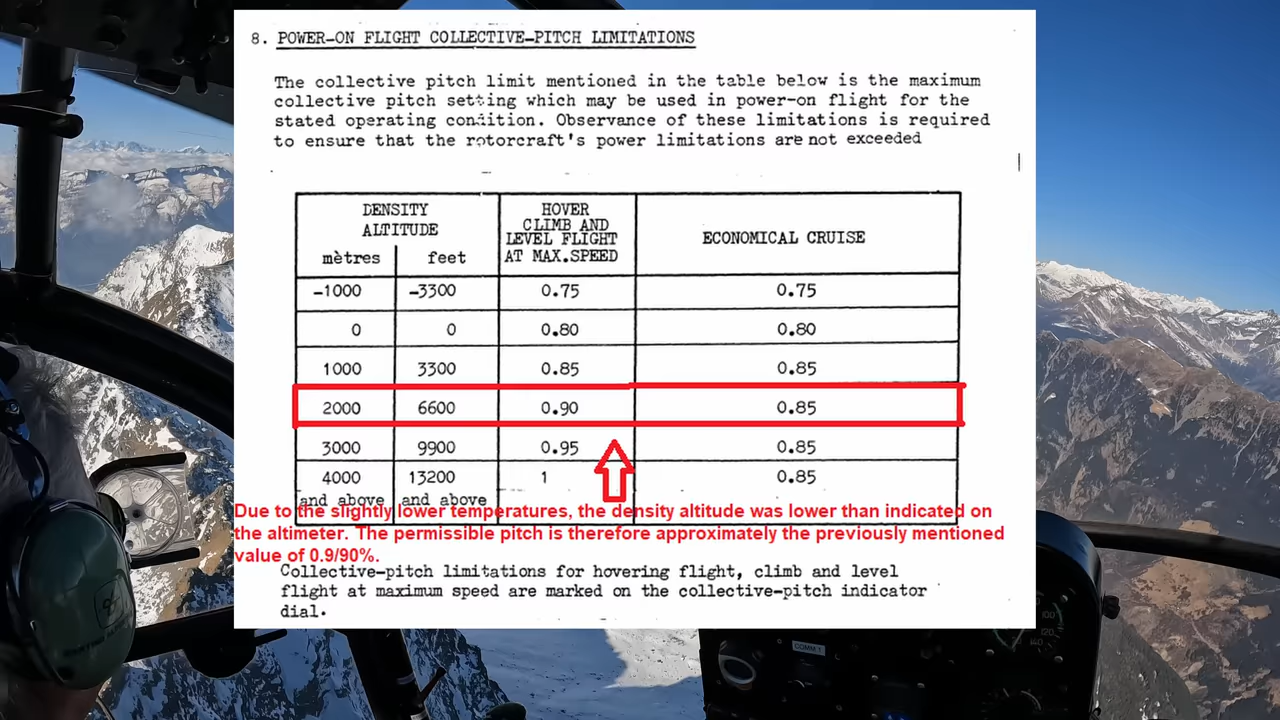 8. POWER-ON FLIGHT COLLECTIVE-PITCH LIMITATIONS
The collective pitch limit mentioned in the table below is the maximum
collective pitch setting which may be used in power-on flight for the
stated operating condition. Observance of these limitations is required
to ensure that the rotorcraft's power limitations are not exceeded
DENSITY
ALTITUDE
mètres feet
HOVER
CLIMB AND
LEVEL FLIGHT
AT MAX.SPEED
ECONOMICAL CRUISE
-1000 -3300 0.75 0.75
0 0 0.80 0.80
1000 3300 0.85 0.85
2000 6600 0.90 0.85
3000 9900 0.95 0.85
4000 13200 1 0.85
and above and above
Due to the slightly lower temperatures, the density altitude was lower than indicated on
the altimeter. The permissible pitch is therefore approximately the previously mentioned
value of 0.9/90%.
Collective-pitch limitations for hovering flight, climb and level
flight at maximum speed are marked on the collective-pitch indicator
dial.
100
120
140
COMM 1